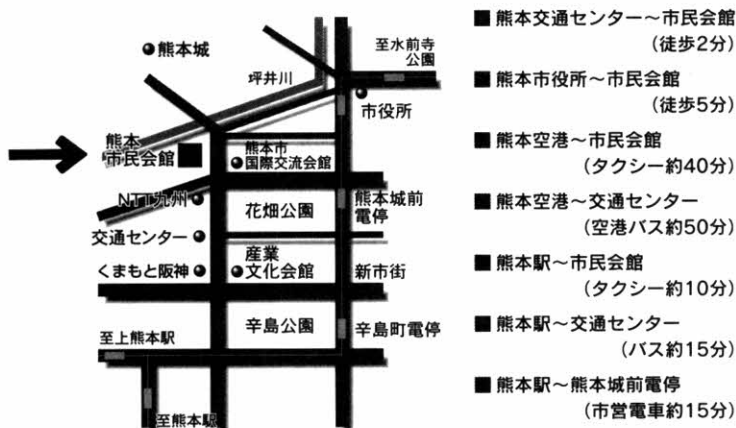 熊本城
坪井川
至水前寺
公園
市役所
熊本
市民会館
熊本市
国際交流会館
NTT九州
花畑公園
熊本城前
電停
交通センター
産業
文化会館
くまもと阪神
新市街
辛島公園
辛島町電停
至上熊本駅
至熊本駅
■ 熊本交通センター～市民会館
(徒歩2分)
■ 熊本市役所～市民会館
(徒歩5分)
■ 熊本空港～市民会館
(タクシー約40分)
■ 熊本空港～交通センター
(空港バス約50分)
■ 熊本駅～市民会館
(タクシー約10分)
■ 熊本駅～交通センター
(バス約15分)
■ 熊本駅～熊本城前電停
(市営電車約15分)